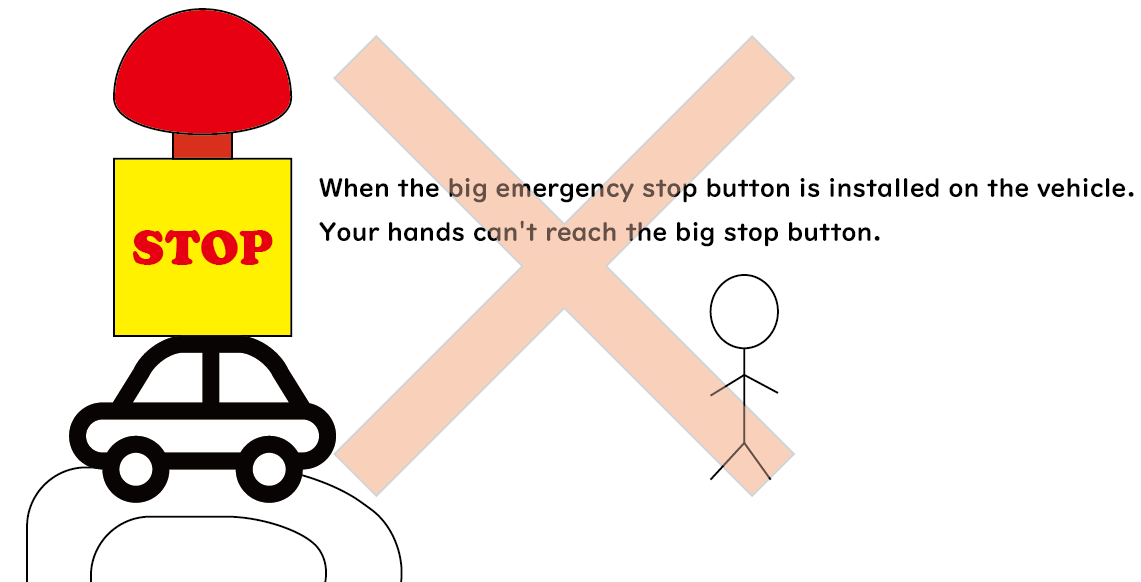 STOP
When the big emergency stop button is installed on the vehicle.
Your hands can't reach the big stop button.